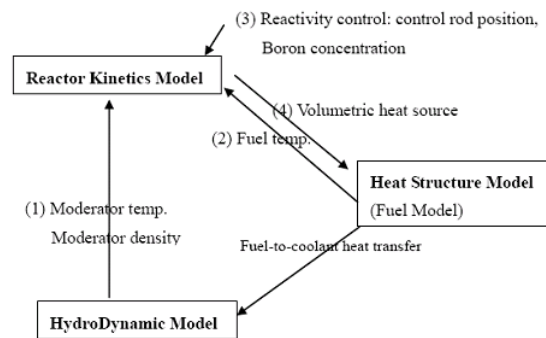 (3) Reactivity control: control rod position,
Boron concentration
Reactor Kinetics Model
(4) Volumetric heat source
(2) Fuel temp.
Heat Structure Model
(Fuel Model)
(1) Moderator temp.
Moderator density
Fuel-to-coolant heat transfer
HydroDynamic Model